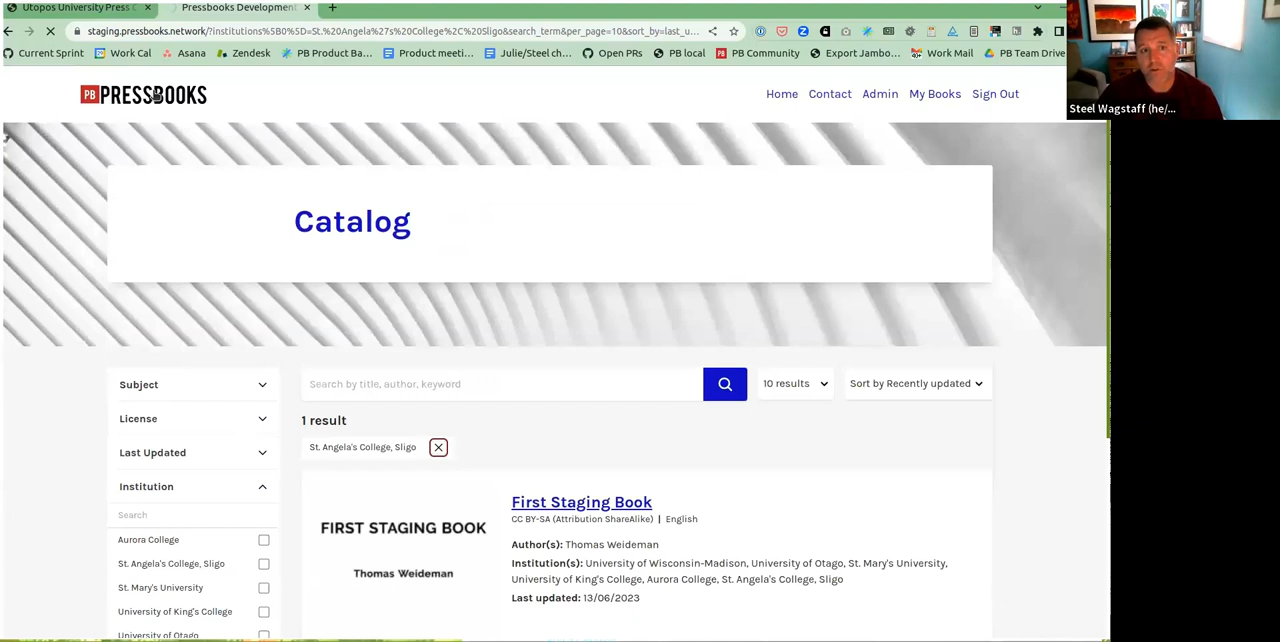 Utopos University Press C
Pressbooks Development
staging.pressbooks.network/?institutions%5B0%5D=St.%20Angela%27s%20College%2C%20Sligo&search_term&per_page=10&sort_by=last_u...
Current Sprint
Work Cal
Asana
Zendesk
PB Product Ba...
Product meeti...
Julie/Steel ch...
Open PRs
PB local
PB Community
Export Jambo...
Work Mail
PB Team Drive
Steel Wagstaff (he/...
PB PRESSBOOKS
Home
Contact
Admin
My Books
Sign Out
Catalog
Subject
License
Last Updated
Institution
Search
Aurora College
St. Angela's College, Sligo
St. Mary's University
University of King's College
University of Otago
Search by title, author, keyword
10 results
Sort by Recently updated
1 result
St. Angela's College, Sligo
FIRST STAGING BOOK
Thomas Weideman
First Staging Book
CC BY-SA (Attribution ShareAlike) | English
Author(s): Thomas Weideman
Institution(s): University of Wisconsin-Madison, University of Otago, St. Mary's University,
University of King's College, Aurora College, St. Angela's College, Sligo
Last updated: 13/06/2023